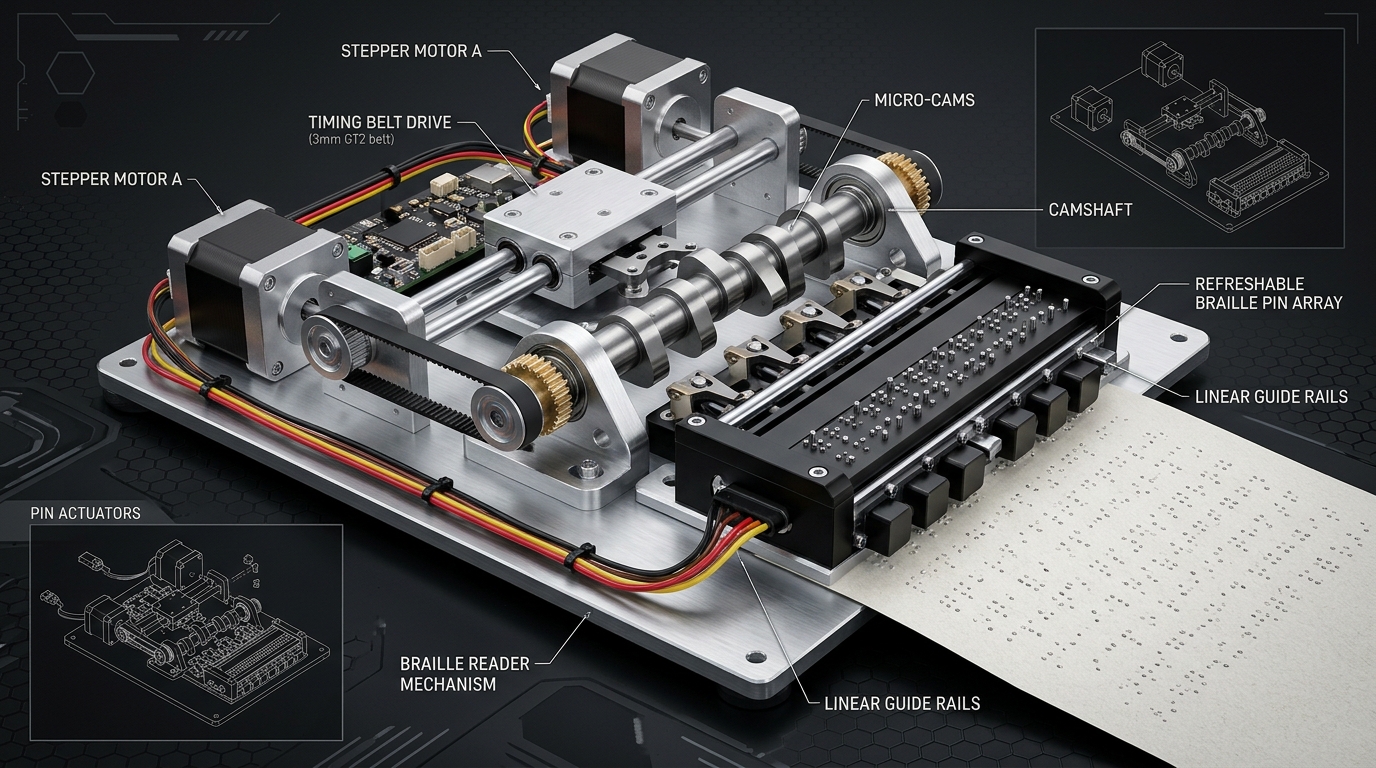 STEPPER MOTOR A
TIMING BELT DRIVE
(3mm GT2 belt)
STEPPER MOTOR A
MICRO-CAMS
CAMSHAFT
REFRESHABLE
BRAILLE PIN ARRAY
LINEAR GUIDE RAILS
PIN ACTUATORS
BRAILLE READER
MECHANISM
LINEAR GUIDE RAILS